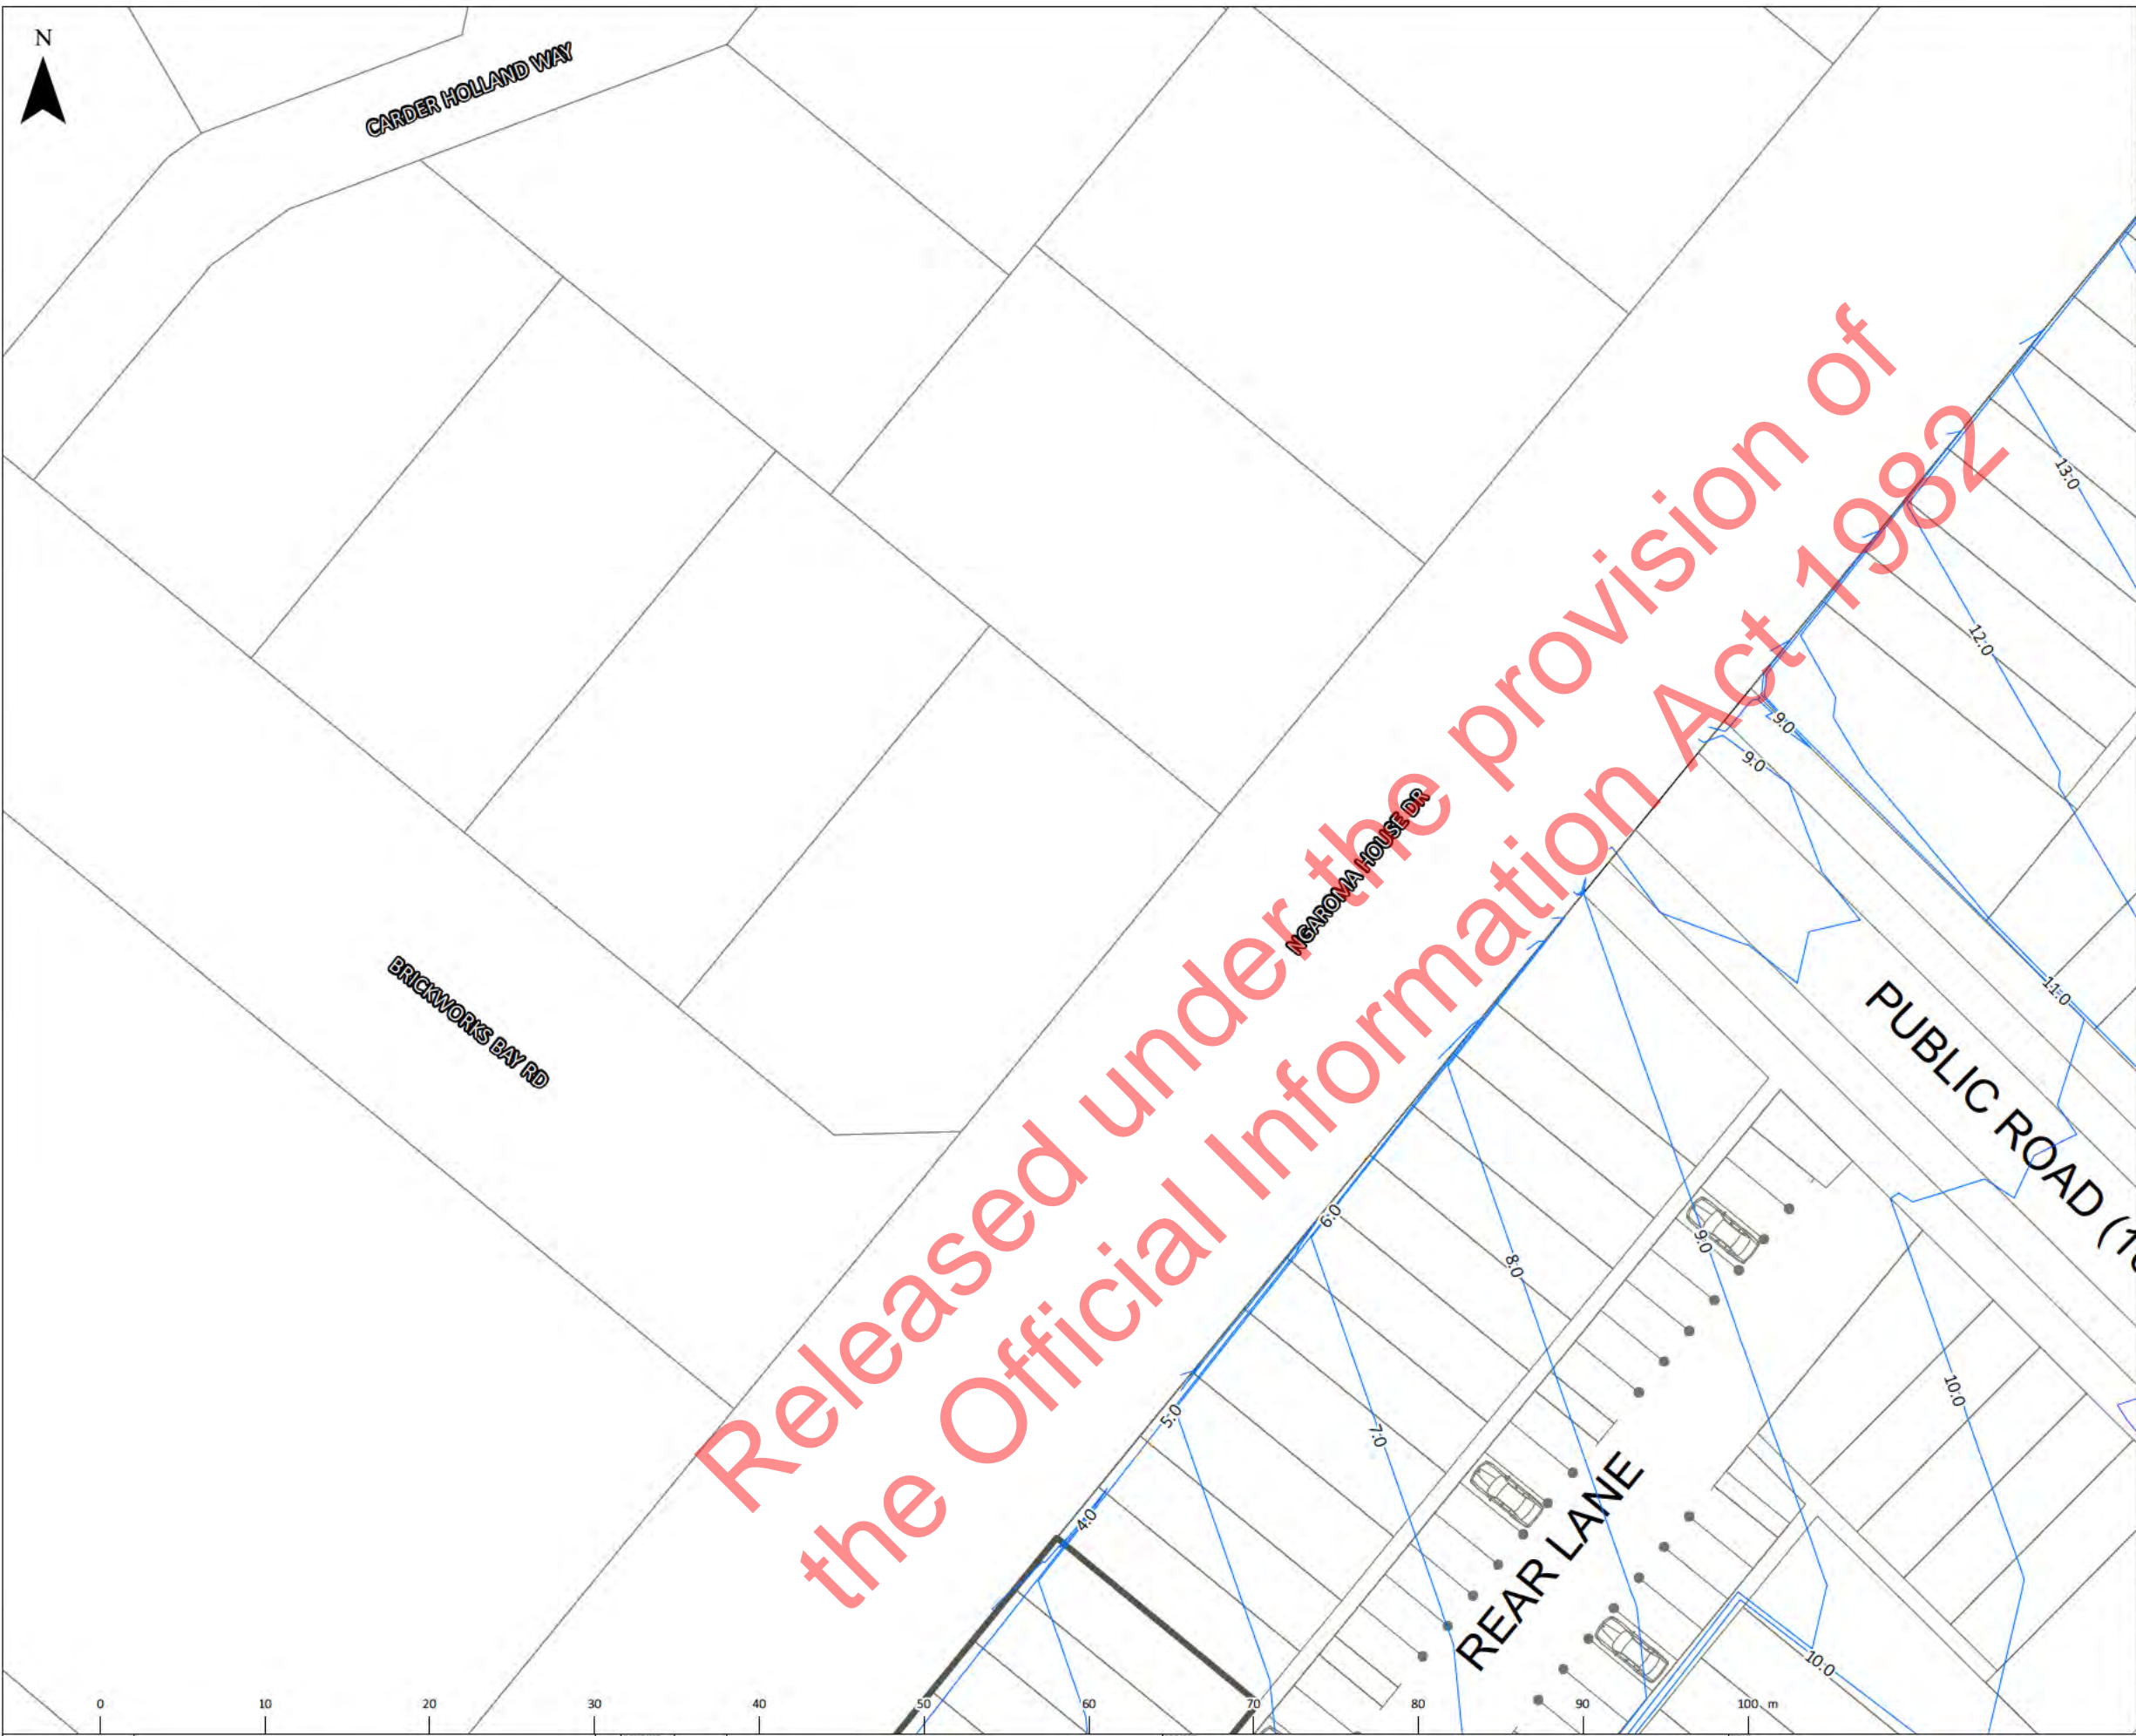 N
CARDER HOLLAND WAY
13.0
12.0
9.0
9.0
NGAROMA HOUSE DR
BRICKWORKS BAY RD
11.0
PUBLIC ROAD (1
6.0
8.0
9.0
10.0
5.0
7.0
4.0
REAR LANE
10.0
0 10 20 30 40 50 60 70 80 90 100 m
Released under the provision of
the Official Information Act 1982